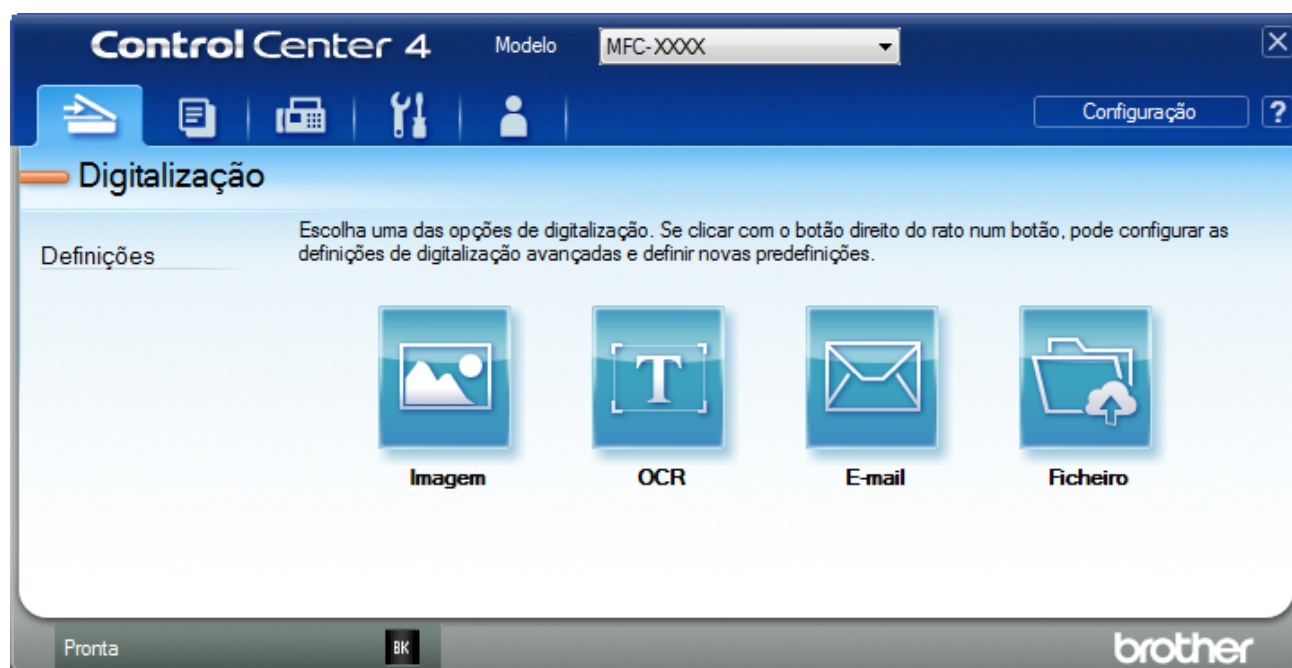 Control Center 4 Modelo MFC-XXXX
Configuração ?
Digitalização
Escolha uma das opções de digitalização. Se clicar com o botão direito do rato num botão, pode configurar as
Definições
definições de digitalização avançadas e definir novas predefinições.
T
Imagem OCR E-mail Ficheiro
Pronta BK brother